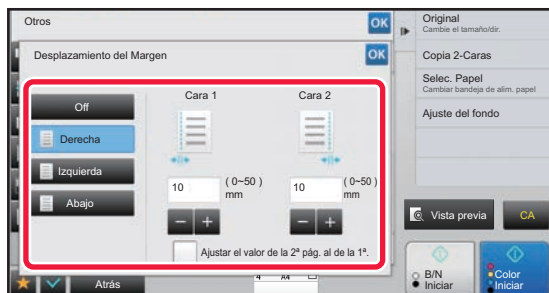 Otros
OK
Desplazamiento del Margen
OK
Off
Derecha
Izquierda
Abajo
Cara 1
Cara 2
10
( 0~50 )
mm
10
( 0~50 )
mm
Ajustar el valor de la 2ª pág. al de la 1ª.
Atrás
A4
Original
Cambie el tamaño/dir.
Copia 2-Caras
Selec. Papel
Cambiar bandeja de alim. papel
Ajuste del fondo
Vista previa
CA
B/N
Iniciar
Color
Iniciar